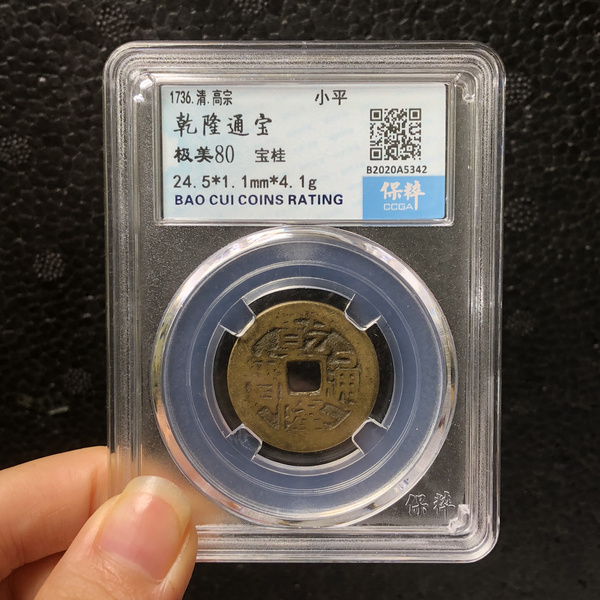 1736.清.高宗 小平
乾隆通宝
极美80 宝桂
24.5*1.1mm*4.1g
BAO CUI COINS RATING
B2020A5342
保粹
CCGA
乾隆通
保粹